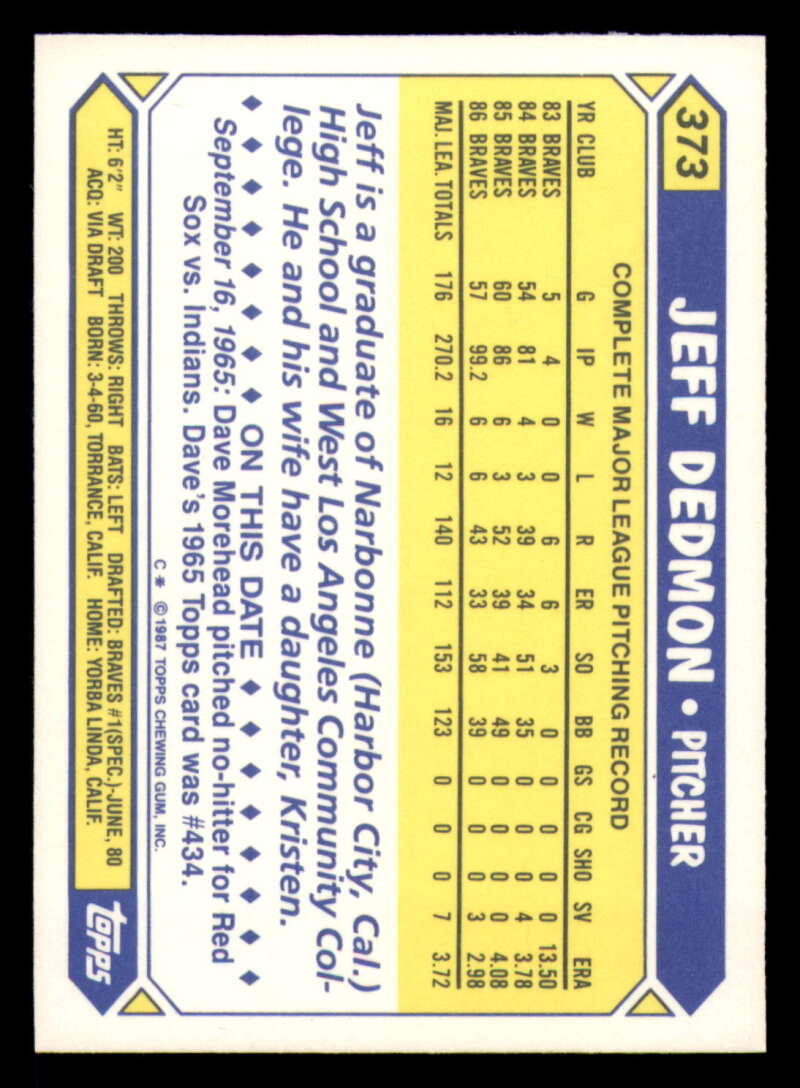 373
JEFF DEDMON • PITCHER
COMPLETE MAJOR LEAGUE PITCHING RECORD
YR CLUB G IP W L R ER SO BB GS CG SHO SV ERA
83 BRAVES 5 4 0 0 6 6 3 0 0 0 0 0 13.50
84 BRAVES 54 81 4 3 39 34 51 35 0 0 0 4 3.78
85 BRAVES 60 86 6 3 52 39 41 49 0 0 0 0 4.08
86 BRAVES 57 99.2 6 6 43 33 58 39 0 0 0 3 2.98
MAJ. LEA. TOTALS 176 270.2 16 12 140 112 153 123 0 0 0 7 3.72
Jeff is a graduate of Narbonne (Harbor City, Cal.)
High School and West Los Angeles Community Col-
lege. He and his wife have a daughter, Kristen.
◆ ◆ ◆ ◆ ◆ ◆ ◆ ON THIS DATE ◆ ◆ ◆ ◆ ◆ ◆ ◆
September 16, 1965: Dave Morehead pitched no-hitter for Red
Sox vs. Indians. Dave's 1965 Topps card was #434.
C * ©1987 TOPPS CHEWING GUM, INC.
HT: 6'2" WT: 200 THROWS: RIGHT BATS: LEFT DRAFTED: BRAVES #1(SPEC.)-JUNE, 80
ACQ: VIA DRAFT BORN: 3-4-60, TORRANCE, CALIF. HOME: YORBA LINDA, CALIF.
topps